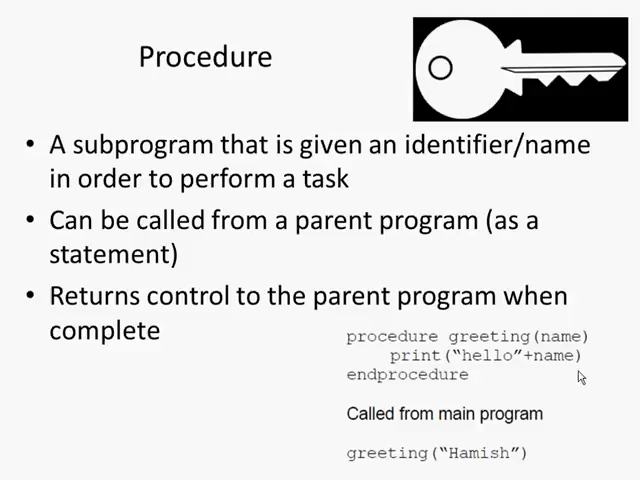 Procedure
• A subprogram that is given an identifier/name
in order to perform a task
• Can be called from a parent program (as a
statement)
• Returns control to the parent program when
complete
procedure greeting(name)
print(“hello”+name)
endprocedure
Called from main program
greeting(“Hamish”)